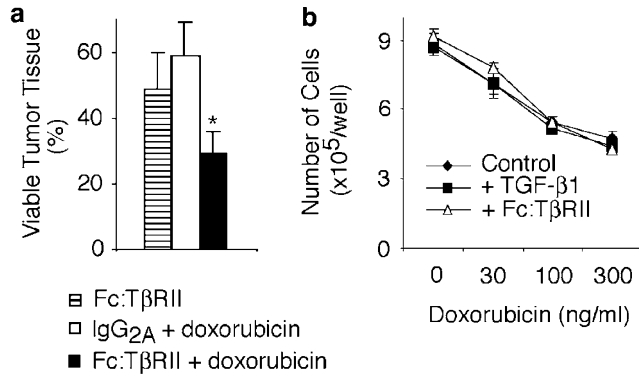 a
Viable Tumor Tissue
(%)
60
40
20
0
*
Fc:TβRII
IgG2A + doxorubicin
Fc:TβRII + doxorubicin
b
Number of Cells
(x10⁵/well)
9
6
3
0
Control
+ TGF-β1
+ Fc:TβRII
0 30 100 300
Doxorubicin (ng/ml)